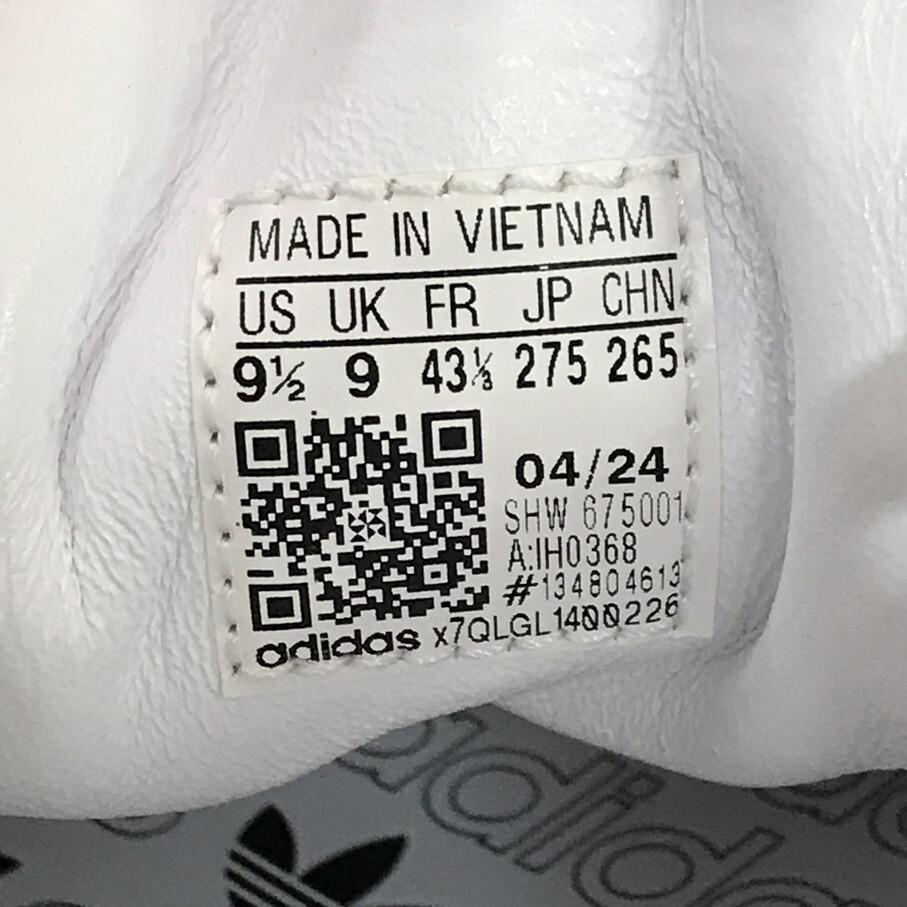 MADE IN VIETNAM
US UK FR JP CHN
9½ 9 43⅓ 275 265
04/24
SHW 675001
A:IH0368
#134804613
adidas x7QLGL1400226
adidas